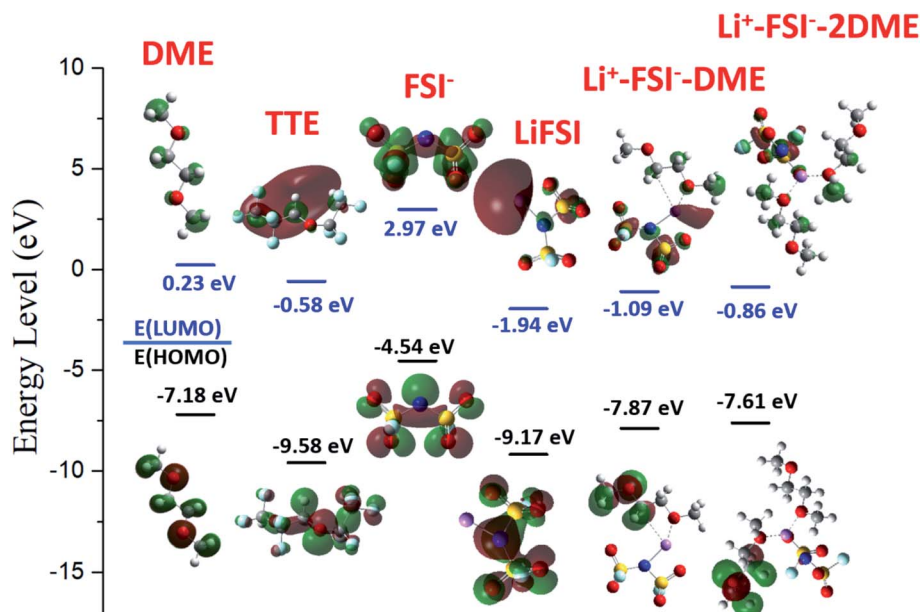 Li⁺-FSI⁻-2DME
DME
FSI⁻
Li⁺-FSI⁻-DME
TTE
LiFSI
10
5
0
-5
-10
-15
Energy Level (eV)
0.23 eV
-0.58 eV
2.97 eV
-1.94 eV
-1.09 eV
-0.86 eV
E(LUMO)
E(HOMO)
-7.18 eV
-9.58 eV
-4.54 eV
-9.17 eV
-7.87 eV
-7.61 eV